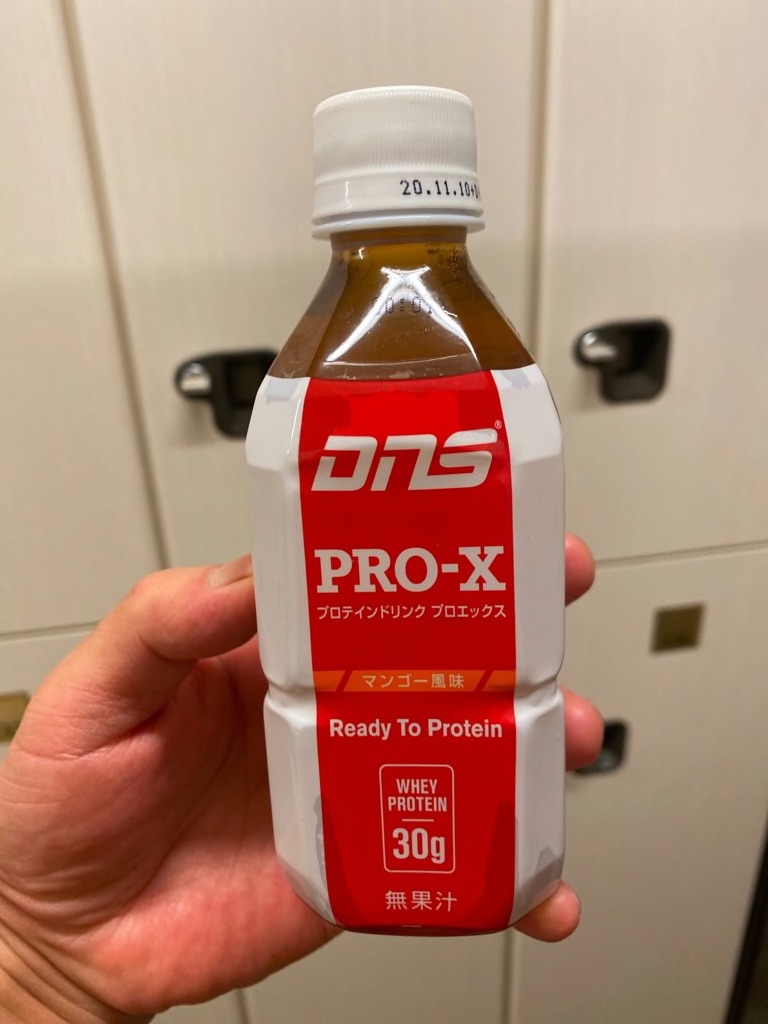 20.11.10+
DNS®
PRO-X
プロテインドリンク プロエックス
マンゴー風味
Ready To Protein
WHEY
PROTEIN
30g
無果汁